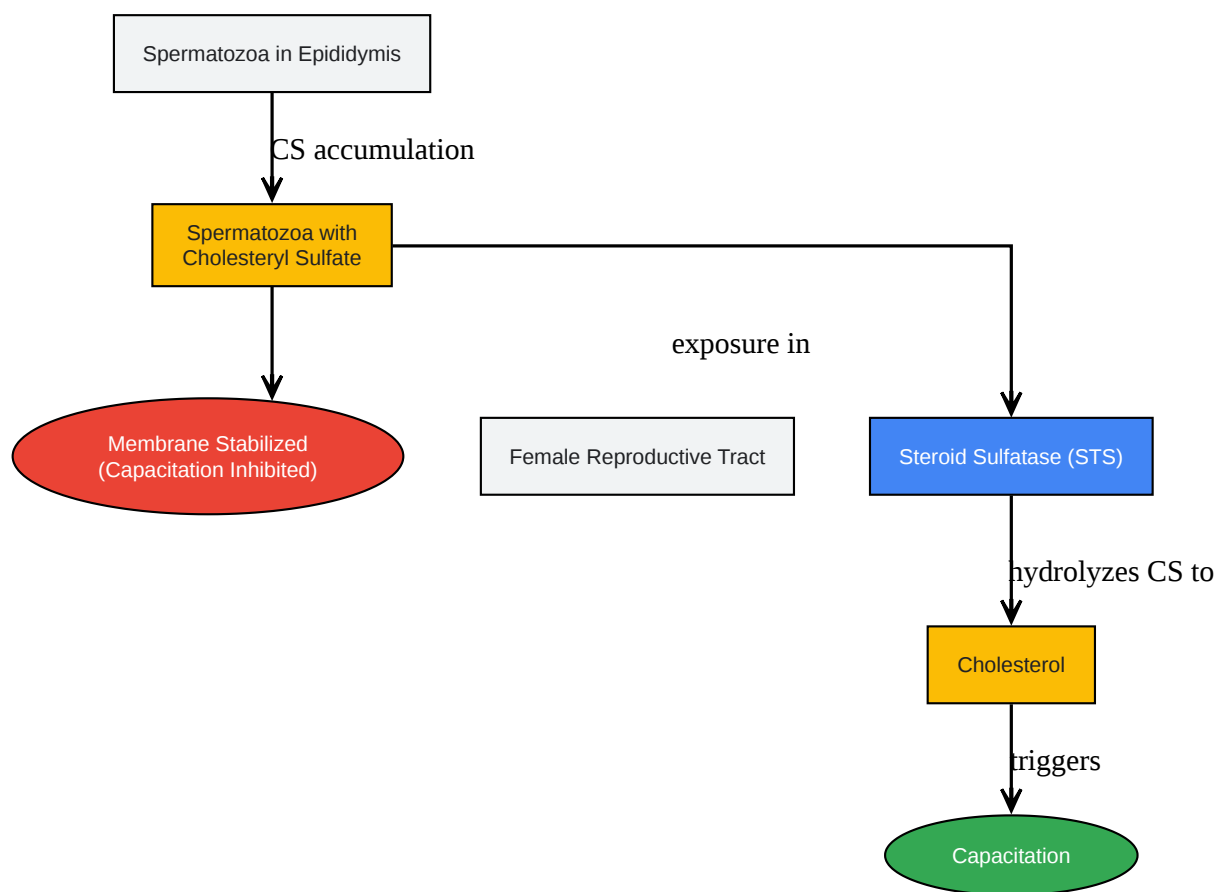 Spermatozoa in Epididymis
CS accumulation
Spermatozoa with
Cholesteryl Sulfate
exposure in
Membrane Stabilized
(Capacitation Inhibited)
Female Reproductive Tract
Steroid Sulfatase (STS)
hydrolyzes CS to
Cholesterol
triggers
Capacitation